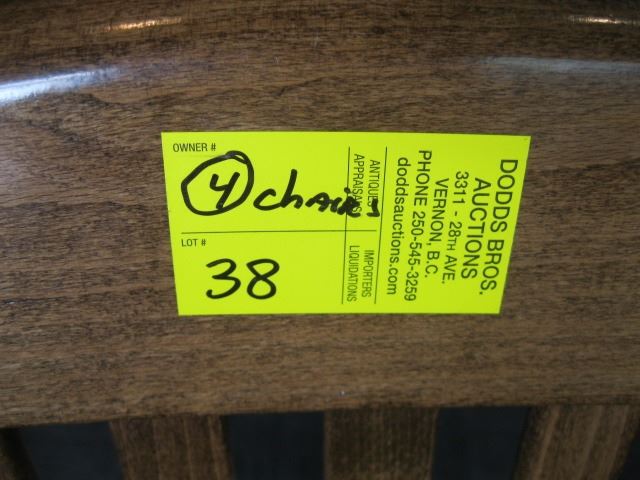 OWNER #
4 chairs
LOT #
38
DODDS BROS.
AUCTIONS
3311 - 28TH AVE.
VERNON, B.C.
PHONE 250-545-3259
doddsauctions.com
ANTIQUES
APPRAISALS
IMPORTERS
LIQUIDATIONS